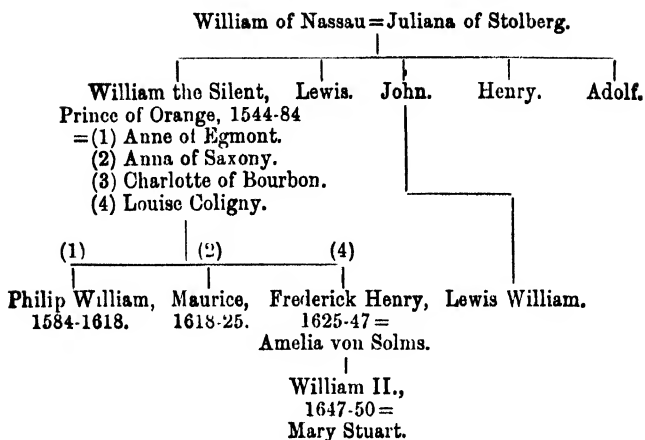 William of Nassau=Juliana of Stolberg.
William the Silent, Lewis. John. Henry. Adolf.
Prince of Orange, 1544-84
=(1) Anne of Egmont.
(2) Anna of Saxony.
(3) Charlotte of Bourbon.
(4) Louise Coligny.
(1) (2) (4)
Philip William, Maurice, Frederick Henry, Lewis William.
1584-1618. 1618-25. 1625-47=
Amelia von Solms.
William II.,
1647-50=
Mary Stuart.